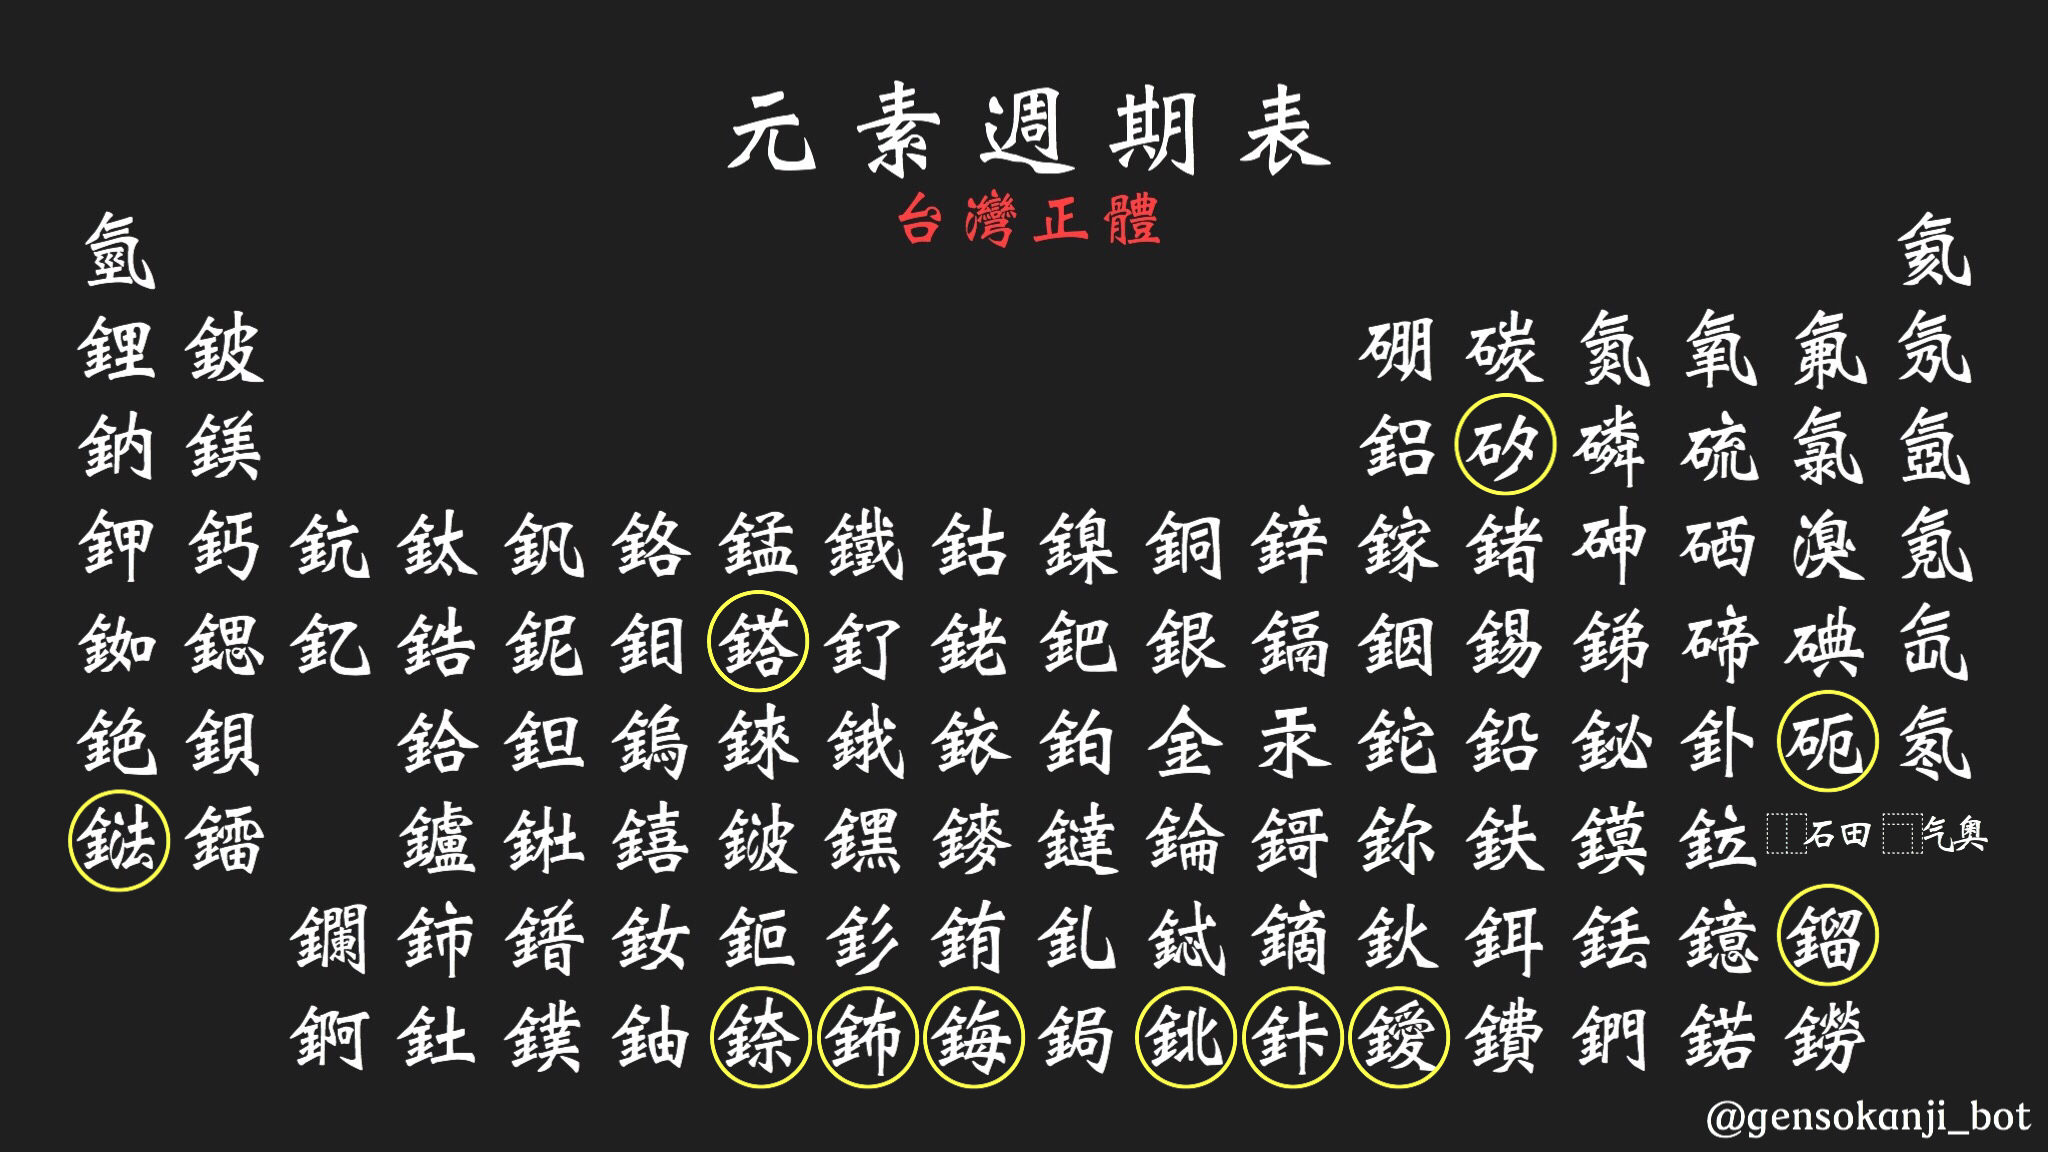 元素週期表
台灣正體
氫 氦
鋰 鈹 硼 碳 氮 氧 氟 氖
鈉 鎂 鋁 矽 磷 硫 氯 氬
鉀 鈣 鈧 鈦 釩 鉻 錳 鐵 鈷 鎳 銅 鋅 鎵 鍺 砷 硒 溴 氪
銣 鍶 釔 鋯 鈮 鉬 鎝 釕 銠 鈀 銀 鎘 銦 錫 銻 碲 碘 氙
銫 鋇 鉿 鉭 鎢 錸 鋨 銥 鉑 金 汞 鉈 鉛 鉍 釙 砈 氡
鍅 鐳 鑪 𨧀 𨭎 𨨏 𨭆 䥑 鐽 錀 鎶 鉨 鈇 鏌 鉝 ⿰石田 ⿹气奧
鑭 鈰 鐠 釹 鉅 釤 銪 釓 鋱 鏑 鈥 鉺 銩 鐿 鎦
錒 釷 鏷 鈾 錼 鈽 鋂 鋦 鉳 鉲 鑀 鐨 鍆 鍩 鐒
@gensokanji_bot